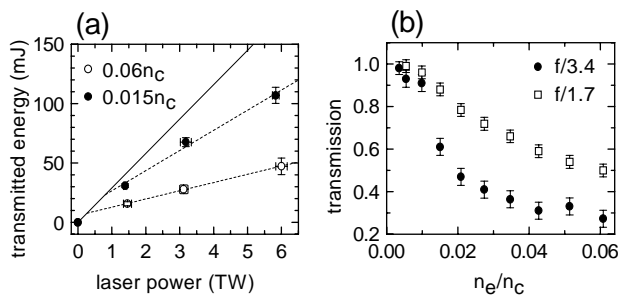 (a)
transmitted energy (mJ)
150
100
50
0
0.06n_c
0.015n_c
0 1 2 3 4 5 6
laser power (TW)
(b)
transmission
1.0
0.8
0.6
0.4
0.2
f/3.4
f/1.7
0.00 0.02 0.04 0.06
n_e/n_c